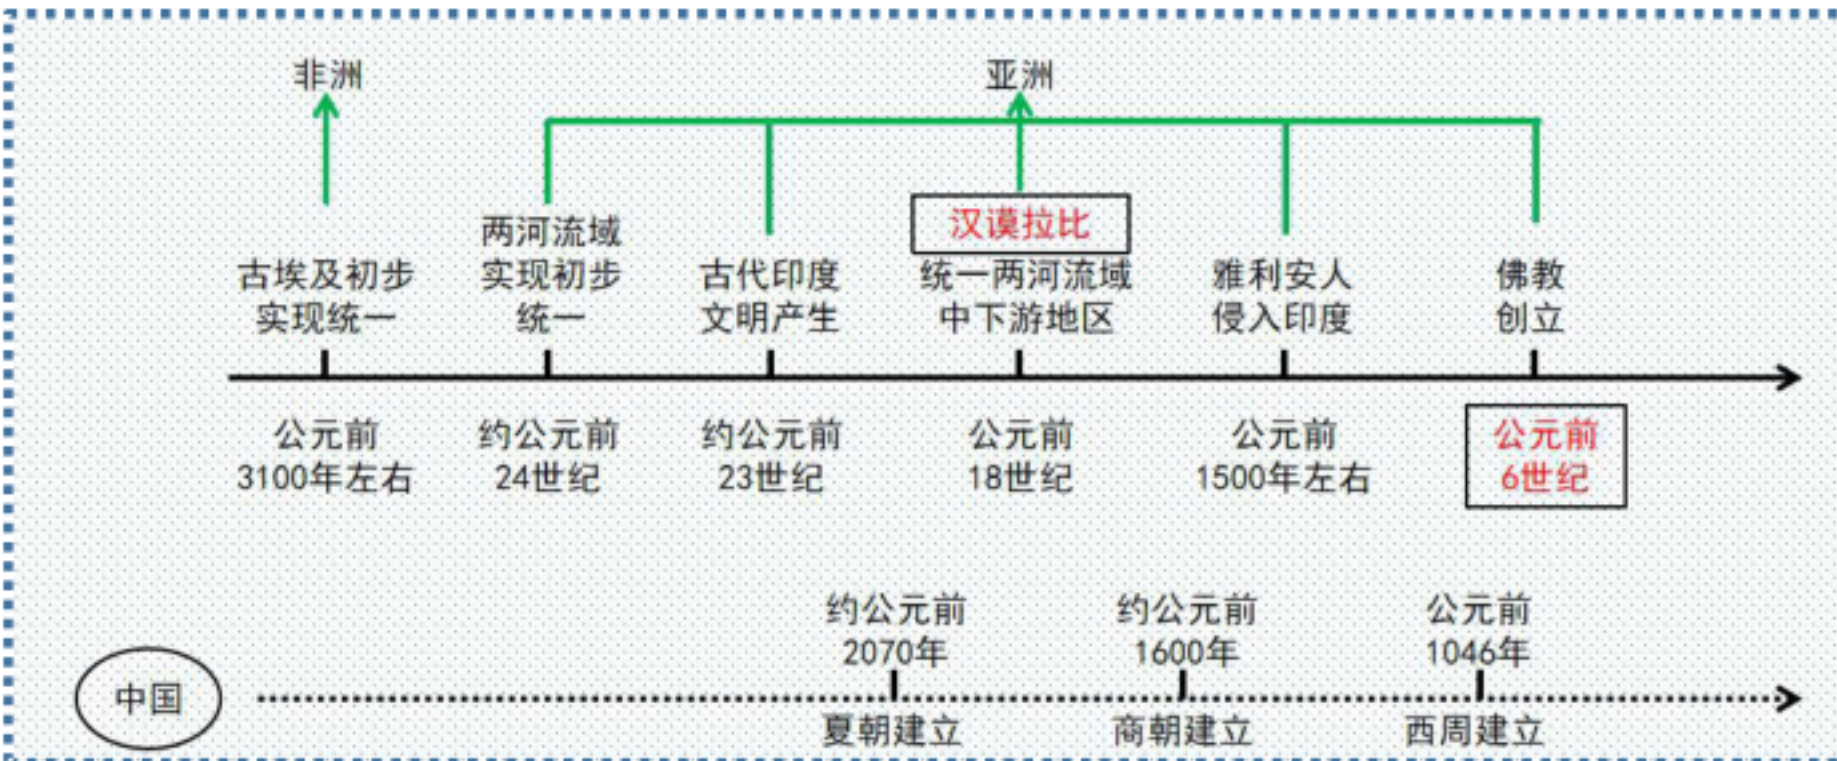 非洲
亚洲
古埃及初步
实现统一
两河流域
实现初步
统一
古代印度
文明产生
汉谟拉比
统一两河流域
中下游地区
雅利安人
侵入印度
佛教
创立
公元前
3100年左右
约公元前
24世纪
约公元前
23世纪
公元前
18世纪
公元前
1500年左右
公元前
6世纪
中国
约公元前
2070年
夏朝建立
约公元前
1600年
商朝建立
公元前
1046年
西周建立